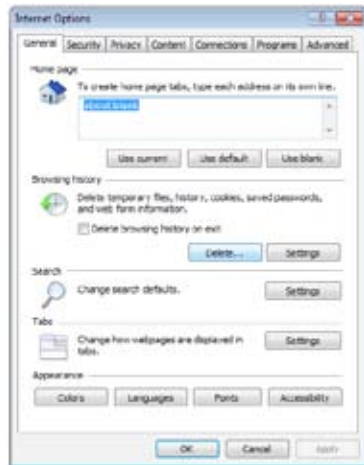 Internet Options
General Security Privacy Content Connections Programs Advanced
Home page
To create home page tabs, type each address on its own line.
about:blank
Use current Use default Use blank
Browsing history
Delete temporary files, history, cookies, saved passwords,
and web form information.
Delete browsing history on exit
Delete... Settings
Search
Change search defaults. Settings
Tabs
Change how webpages are displayed in
tabs. Settings
Appearance
Colors Languages Fonts Accessibility
OK Cancel Apply